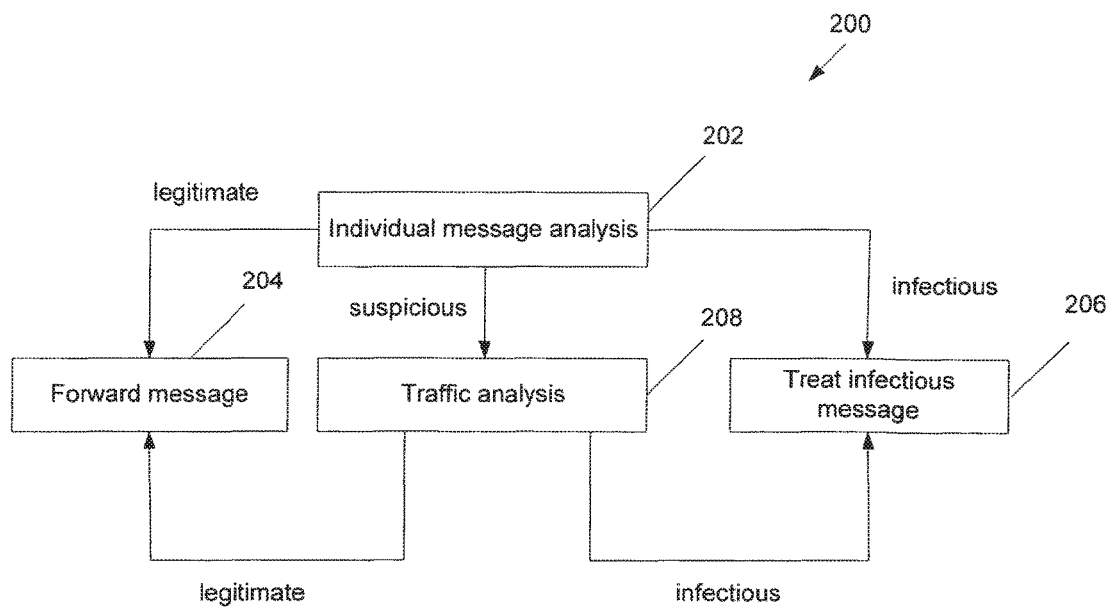 200
202
legitimate
Individual message analysis
204
suspicious
infectious
208
206
Forward message
Traffic analysis
Treat infectious
message
legitimate
infectious